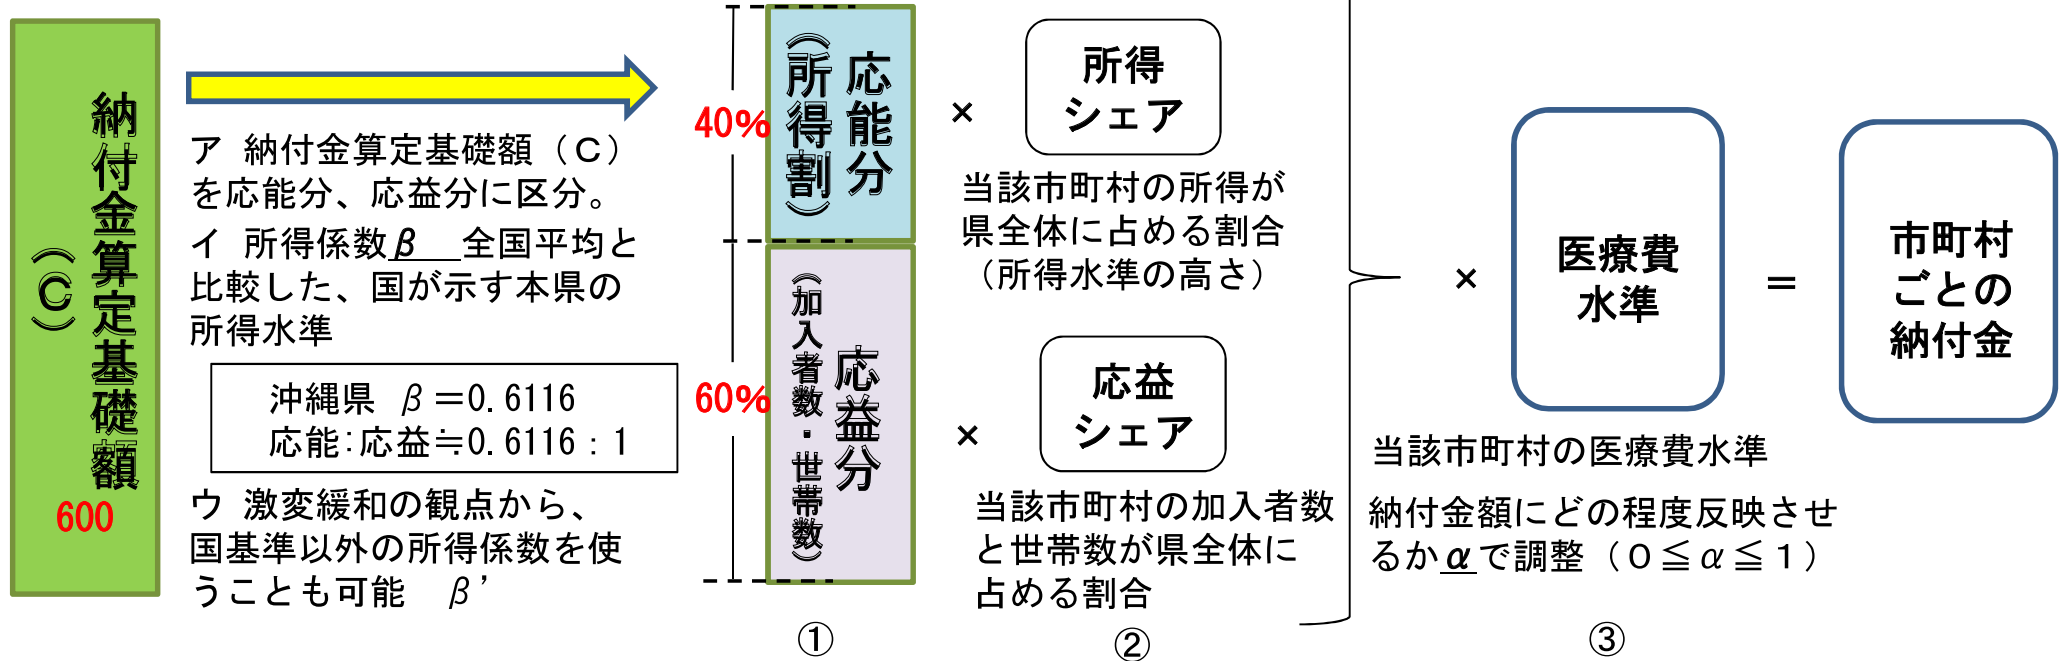 納付金算定基礎額
（Ｃ）
600
ア 納付金算定基礎額（Ｃ）
を応能分、応益分に区分。
イ 所得係数β　全国平均と
比較した、国が示す本県の
所得水準
沖縄県 β＝0.6116
応能：応益≒0.6116：1
ウ 激変緩和の観点から、
国基準以外の所得係数を使
うことも可能　β’
40%
60%
応能分
（所得割）
応益分
（加入者数・世帯数）
①
×
所得
シェア
当該市町村の所得が
県全体に占める割合
（所得水準の高さ）
×
応益
シェア
当該市町村の加入者数
と世帯数が県全体に
占める割合
②
×
医療費
水準
当該市町村の医療費水準
納付金額にどの程度反映させ
るかαで調整（０≦α≦１）
③
＝
市町村
ごとの
納付金